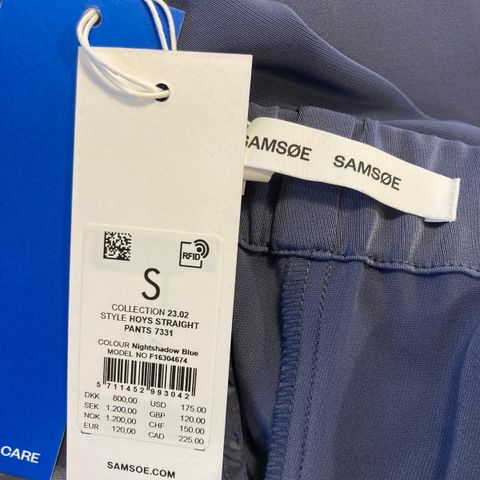 SAMSØE SAMSØE
RFID
S
COLLECTION 23.02
STYLE HOYS STRAIGHT
PANTS 7331
COLOUR Nightshadow Blue
MODEL NO F16304674
5 711452 993042
DKK 800,00 USD 175.00
SEK 1.200,00 GBP 120.00
NOK 1.200,00 CHF 150.00
EUR 120,00 CAD 225.00
SAMSOE.COM
CARE